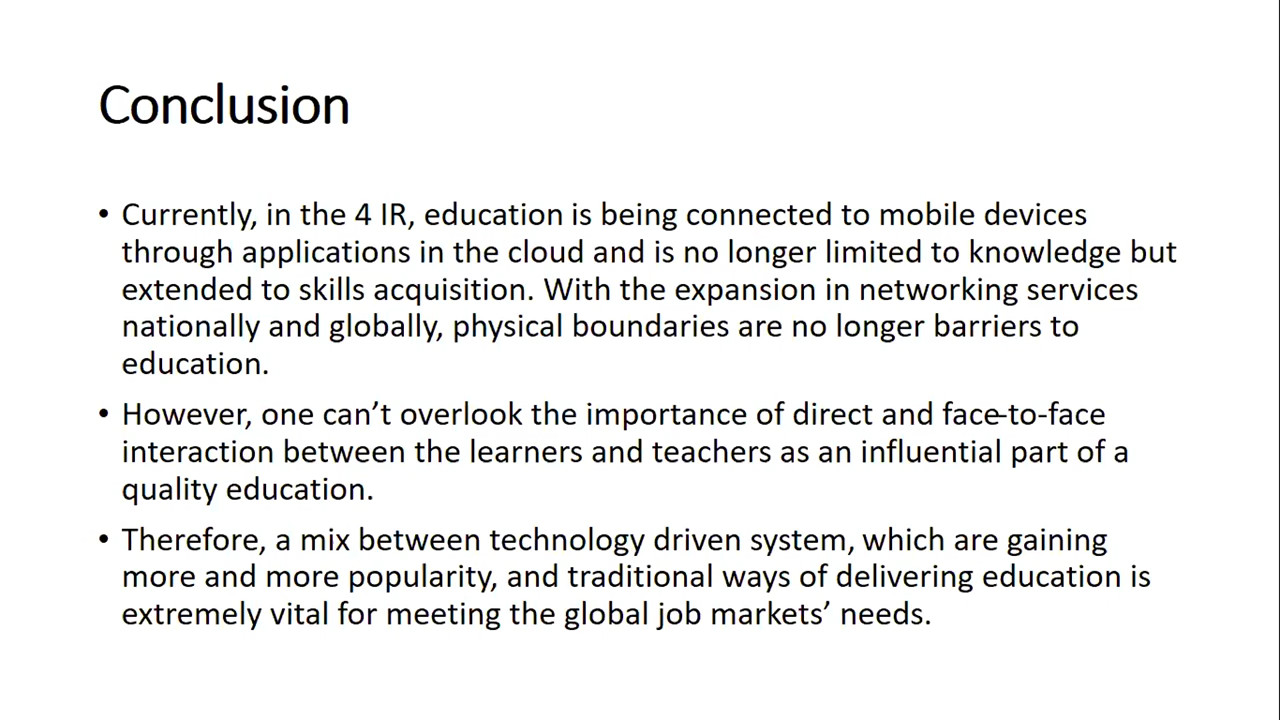 Conclusion
• Currently, in the 4 IR, education is being connected to mobile devices
through applications in the cloud and is no longer limited to knowledge but
extended to skills acquisition. With the expansion in networking services
nationally and globally, physical boundaries are no longer barriers to
education.
• However, one can’t overlook the importance of direct and face-to-face
interaction between the learners and teachers as an influential part of a
quality education.
• Therefore, a mix between technology driven system, which are gaining
more and more popularity, and traditional ways of delivering education is
extremely vital for meeting the global job markets’ needs.